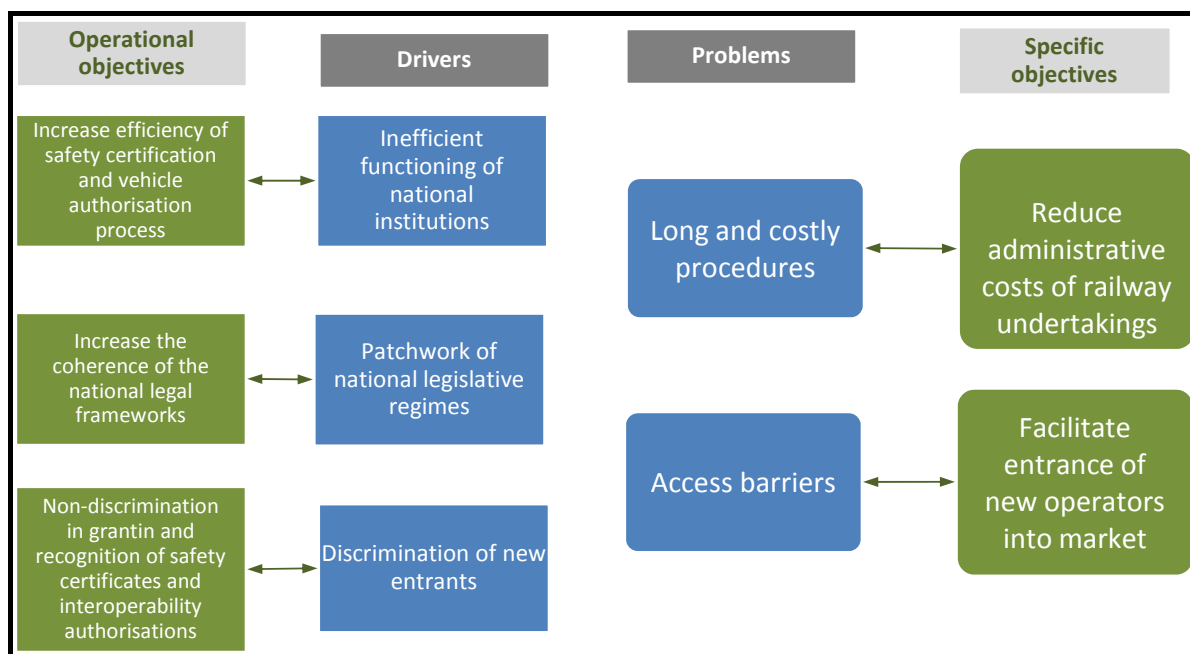 Operational
objectives
Drivers
Problems
Specific
objectives
Increase efficiency of
safety certification
and vehicle
authorisation
process
Inefficient
functioning of
national
institutions
Long and costly
procedures
Reduce
administrative
costs of railway
undertakings
Increase the
coherence of the
national legal
frameworks
Patchwork of
national legislative
regimes
Access barriers
Facilitate
entrance of
new operators
into market
Non-discrimination
in grantin and
recognition of safety
certificates and
interoperability
authorisations
Discrimination of new
entrants